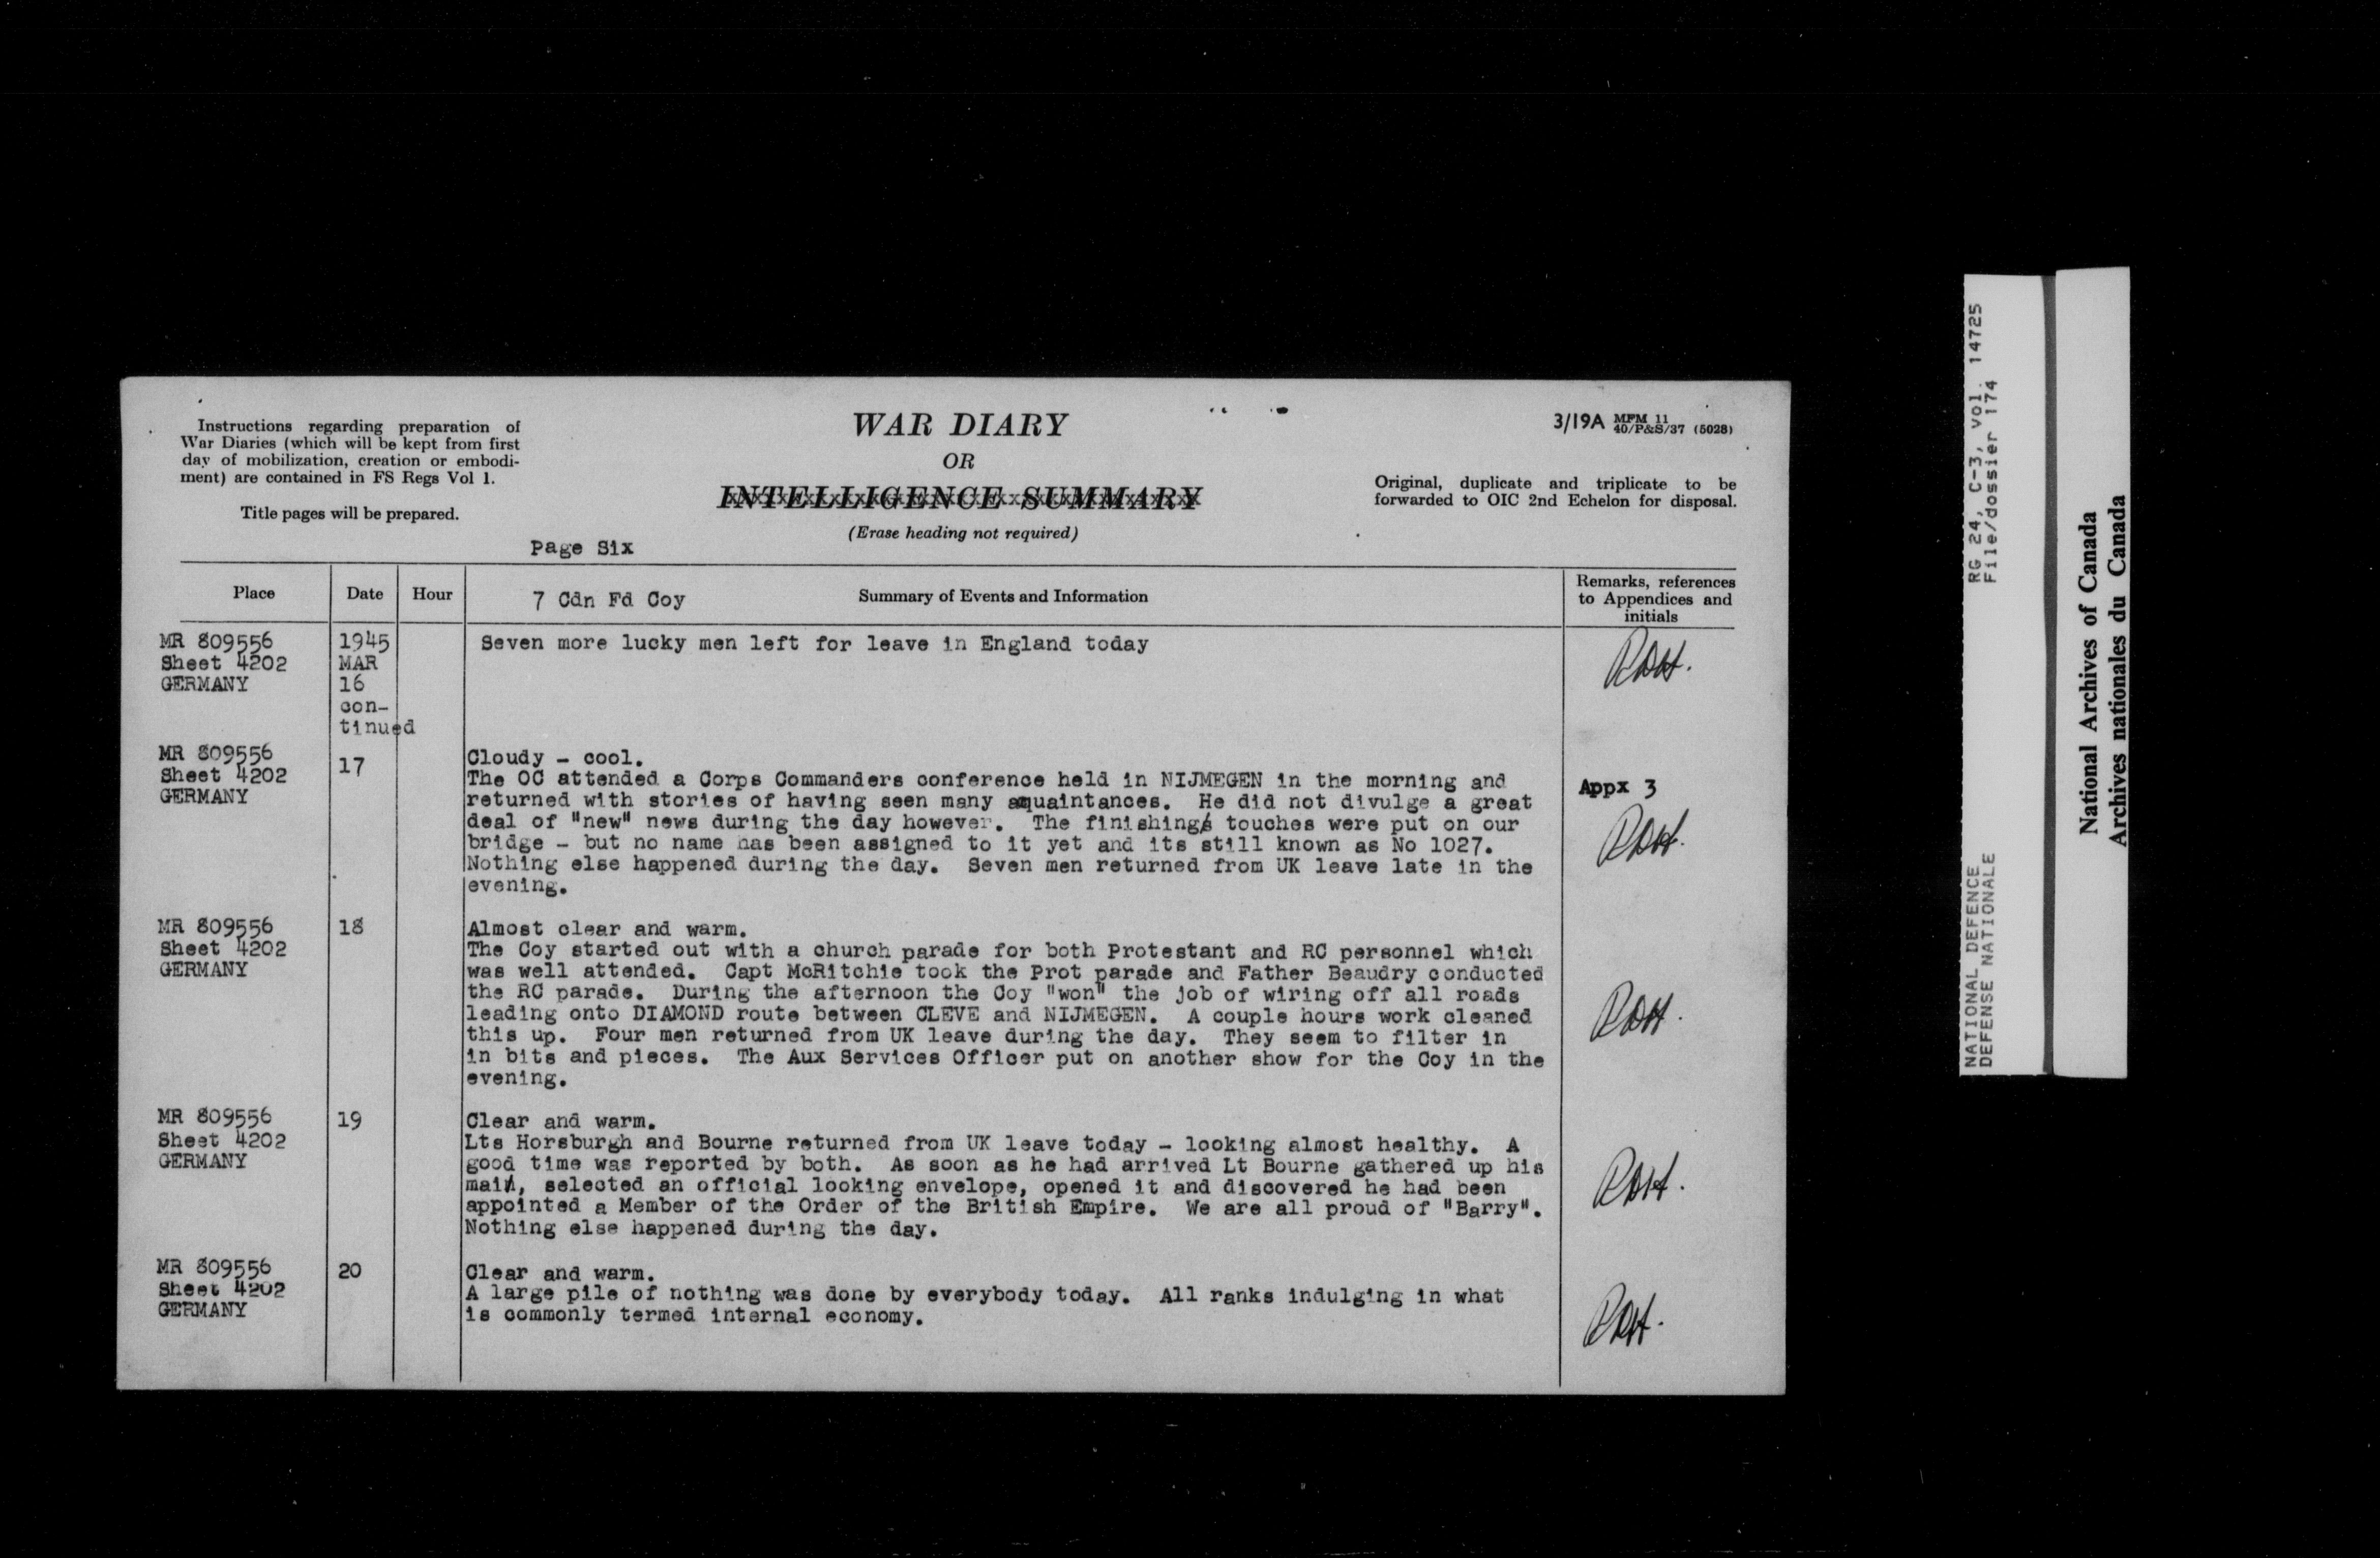 Instructions regarding preparation of
War Diaries (which will be kept from first
day of mobilization, creation or embodi-
ment) are contained in FS Regs Vol 1.
Title pages will be prepared.
WAR DIARY
OR
INTELLIGENCE SUMMARY
(Erase heading not required)
3/19A MFM 11
40/P&S/37 (5028)
Original, duplicate and triplicate to be
forwarded to OIC 2nd Echelon for disposal.
Page Six
Place Date Hour 7 Cdn Fd Coy Summary of Events and Information
Remarks, references
to Appendices and
initials
MR 809556
Sheet 4202
GERMANY
1945
MAR
16
con-
tinued
Seven more lucky men left for leave in England today
RDH.
MR 809556
Sheet 4202
GERMANY
17
Cloudy - cool.
The OC attended a Corps Commanders conference held in NIJMEGEN in the morning and
returned with stories of having seen many aquaintances. He did not divulge a great
deal of "new" news during the day however. The finishing touches were put on our
bridge - but no name has been assigned to it yet and its still known as No 1027.
Nothing else happened during the day. Seven men returned from UK leave late in the
evening.
Appx 3
RDH.
MR 809556
Sheet 4202
GERMANY
18
Almost clear and warm.
The Coy started out with a church parade for both Protestant and RC personnel which
was well attended. Capt McRitchie took the Prot parade and Father Beaudry conducted
the RC parade. During the afternoon the Coy "won" the job of wiring off all roads
leading onto DIAMOND route between CLEVE and NIJMEGEN. A couple hours work cleaned
this up. Four men returned from UK leave during the day. They seem to filter in
in bits and pieces. The Aux Services Officer put on another show for the Coy in the
evening.
RDH.
MR 809556
Sheet 4202
GERMANY
19
Clear and warm.
Lts Horsburgh and Bourne returned from UK leave today - looking almost healthy. A
good time was reported by both. As soon as he had arrived Lt Bourne gathered up his
mail, selected an official looking envelope, opened it and discovered he had been
appointed a Member of the Order of the British Empire. We are all proud of "Barry".
Nothing else happened during the day.
RDH.
MR 809556
Sheet 4202
GERMANY
20
Clear and warm.
A large pile of nothing was done by everybody today. All ranks indulging in what
is commonly termed internal economy.
RDH.
NATIONAL DEFENCE RG 24, C-3, vol. 14725
DEFENSE NATIONALE File/dossier 174
National Archives of Canada
Archives nationales du Canada